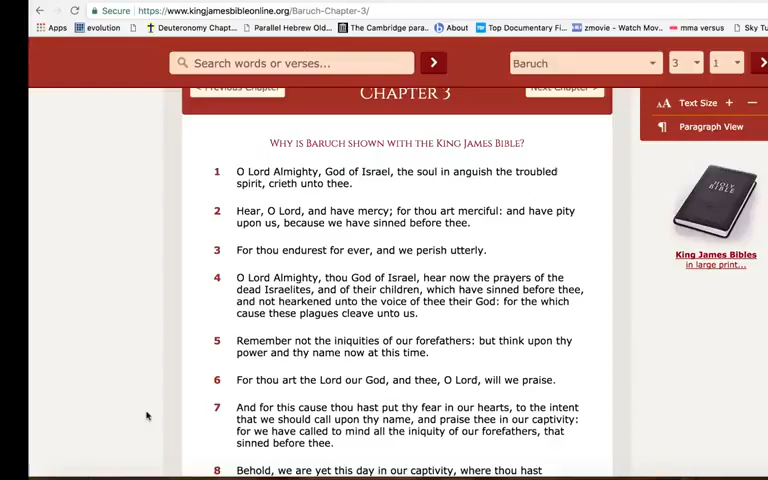 Secure https://www.kingjamesbibleonline.org/Baruch-Chapter-3/
Apps evolution Deuteronomy Chapt... Parallel Hebrew Old... The Cambridge para... About Top Documentary Fi... zmovie - Watch Mov... mma versus Sky Tu
Search words or verses... Baruch 3 1
< Previous Chapter CHAPTER 3 Next Chapter >
AA Text Size + −
¶ Paragraph View
WHY IS BARUCH SHOWN WITH THE KING JAMES BIBLE?
1 O Lord Almighty, God of Israel, the soul in anguish the troubled
spirit, crieth unto thee.
2 Hear, O Lord, and have mercy; for thou art merciful: and have pity
upon us, because we have sinned before thee.
3 For thou endurest for ever, and we perish utterly.
4 O Lord Almighty, thou God of Israel, hear now the prayers of the
dead Israelites, and of their children, which have sinned before thee,
and not hearkened unto the voice of thee their God: for the which
cause these plagues cleave unto us.
5 Remember not the iniquities of our forefathers: but think upon thy
power and thy name now at this time.
6 For thou art the Lord our God, and thee, O Lord, will we praise.
7 And for this cause thou hast put thy fear in our hearts, to the intent
that we should call upon thy name, and praise thee in our captivity:
for we have called to mind all the iniquity of our forefathers, that
sinned before thee.
8 Behold, we are yet this day in our captivity, where thou hast
HOLY
BIBLE
King James Bibles
in large print...